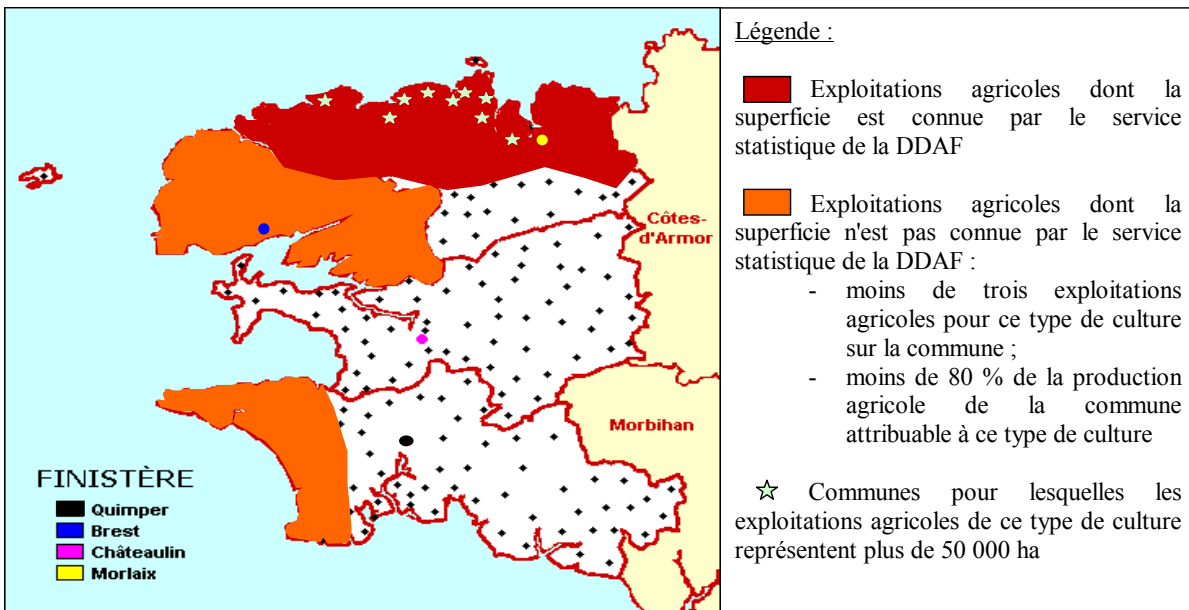 Côtes-
d'Armor
Morbihan
FINISTÈRE
Quimper
Brest
Châteaulin
Morlaix
Légende :
Exploitations agricoles dont la
superficie est connue par le service
statistique de la DDAF
Exploitations agricoles dont la
superficie n'est pas connue par le service
statistique de la DDAF :
- moins de trois exploitations
agricoles pour ce type de culture
sur la commune ;
- moins de 80 % de la production
agricole de la commune
attribuable à ce type de culture
Communes pour lesquelles les
exploitations agricoles de ce type de culture
représentent plus de 50 000 ha